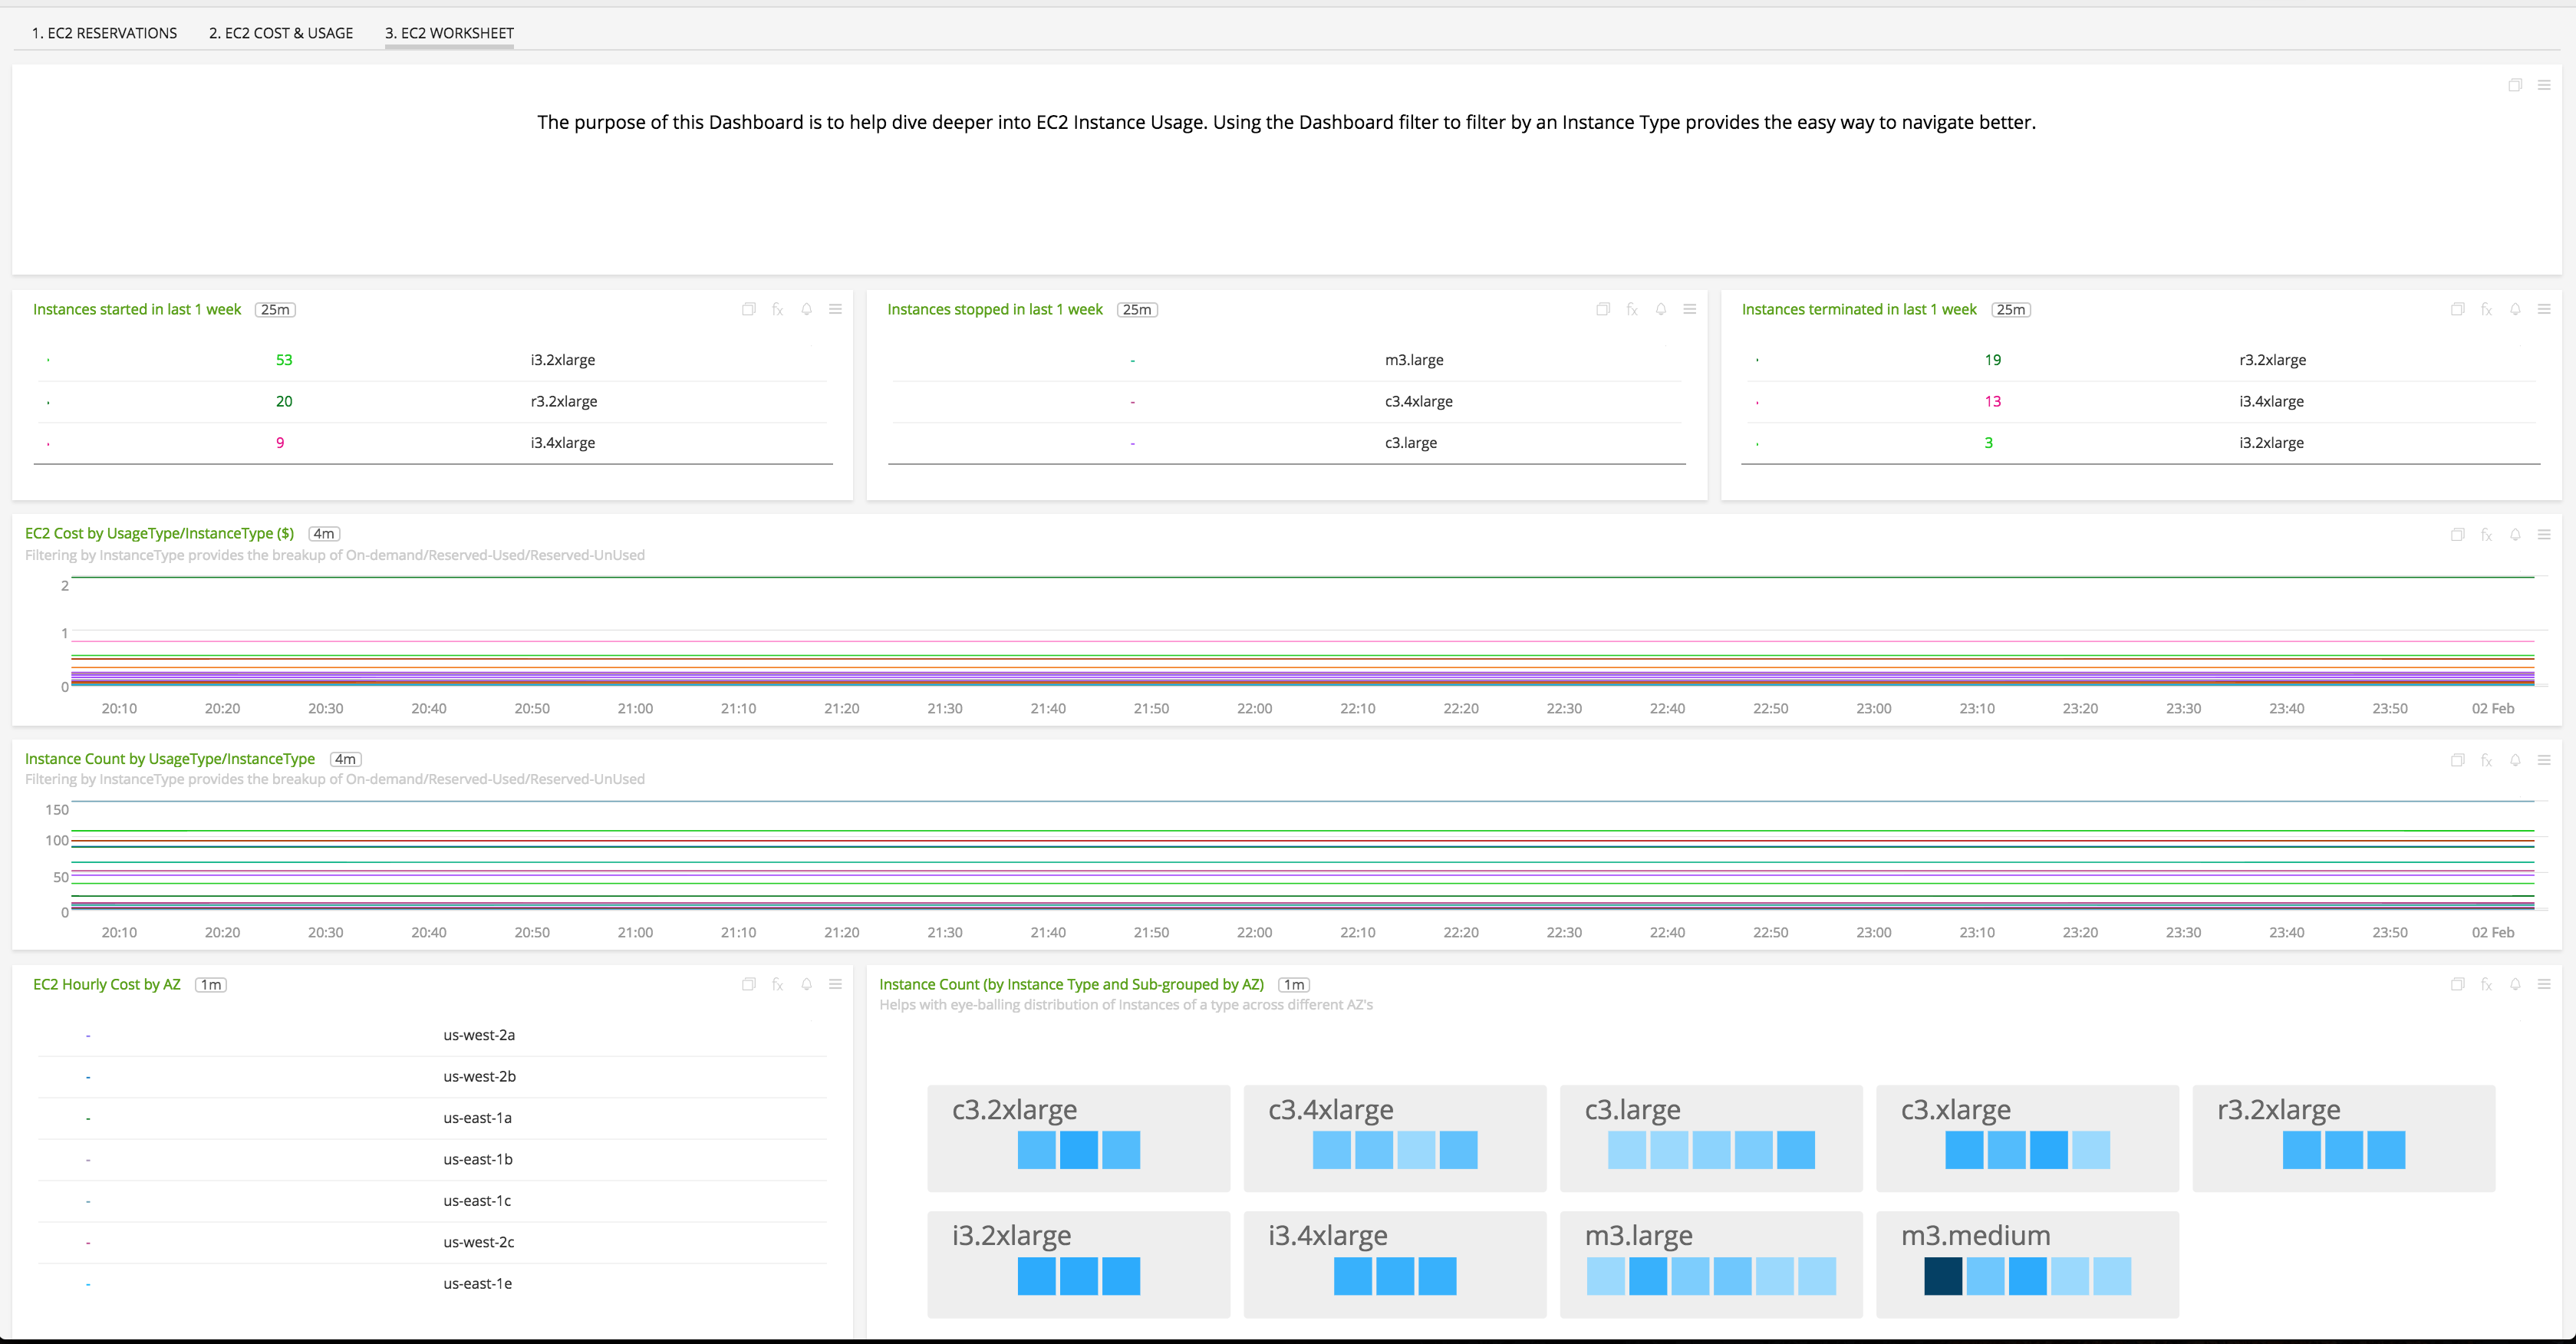 1. EC2 RESERVATIONS 2. EC2 COST & USAGE 3. EC2 WORKSHEET
The purpose of this Dashboard is to help dive deeper into EC2 Instance Usage. Using the Dashboard filter to filter by an Instance Type provides the easy way to navigate better.
Instances started in last 1 week 25m
fx
53 i3.2xlarge
20 r3.2xlarge
9 i3.4xlarge
Instances stopped in last 1 week 25m
fx
- m3.large
- c3.4xlarge
- c3.large
Instances terminated in last 1 week 25m
fx
19 r3.2xlarge
13 i3.4xlarge
3 i3.2xlarge
EC2 Cost by UsageType/InstanceType ($) 4m
fx
Filtering by InstanceType provides the breakup of On-demand/Reserved-Used/Reserved-UnUsed
2
1
0
20:10 20:20 20:30 20:40 20:50 21:00 21:10 21:20 21:30 21:40 21:50 22:00 22:10 22:20 22:30 22:40 22:50 23:00 23:10 23:20 23:30 23:40 23:50 02 Feb
Instance Count by UsageType/InstanceType 4m
fx
Filtering by InstanceType provides the breakup of On-demand/Reserved-Used/Reserved-UnUsed
150
100
50
0
20:10 20:20 20:30 20:40 20:50 21:00 21:10 21:20 21:30 21:40 21:50 22:00 22:10 22:20 22:30 22:40 22:50 23:00 23:10 23:20 23:30 23:40 23:50 02 Feb
EC2 Hourly Cost by AZ 1m
fx
- us-west-2a
- us-west-2b
- us-east-1a
- us-east-1b
- us-east-1c
- us-west-2c
- us-east-1e
Instance Count (by Instance Type and Sub-grouped by AZ) 1m
fx
Helps with eye-balling distribution of Instances of a type across different AZ's
c3.2xlarge c3.4xlarge c3.large c3.xlarge r3.2xlarge
i3.2xlarge i3.4xlarge m3.large m3.medium